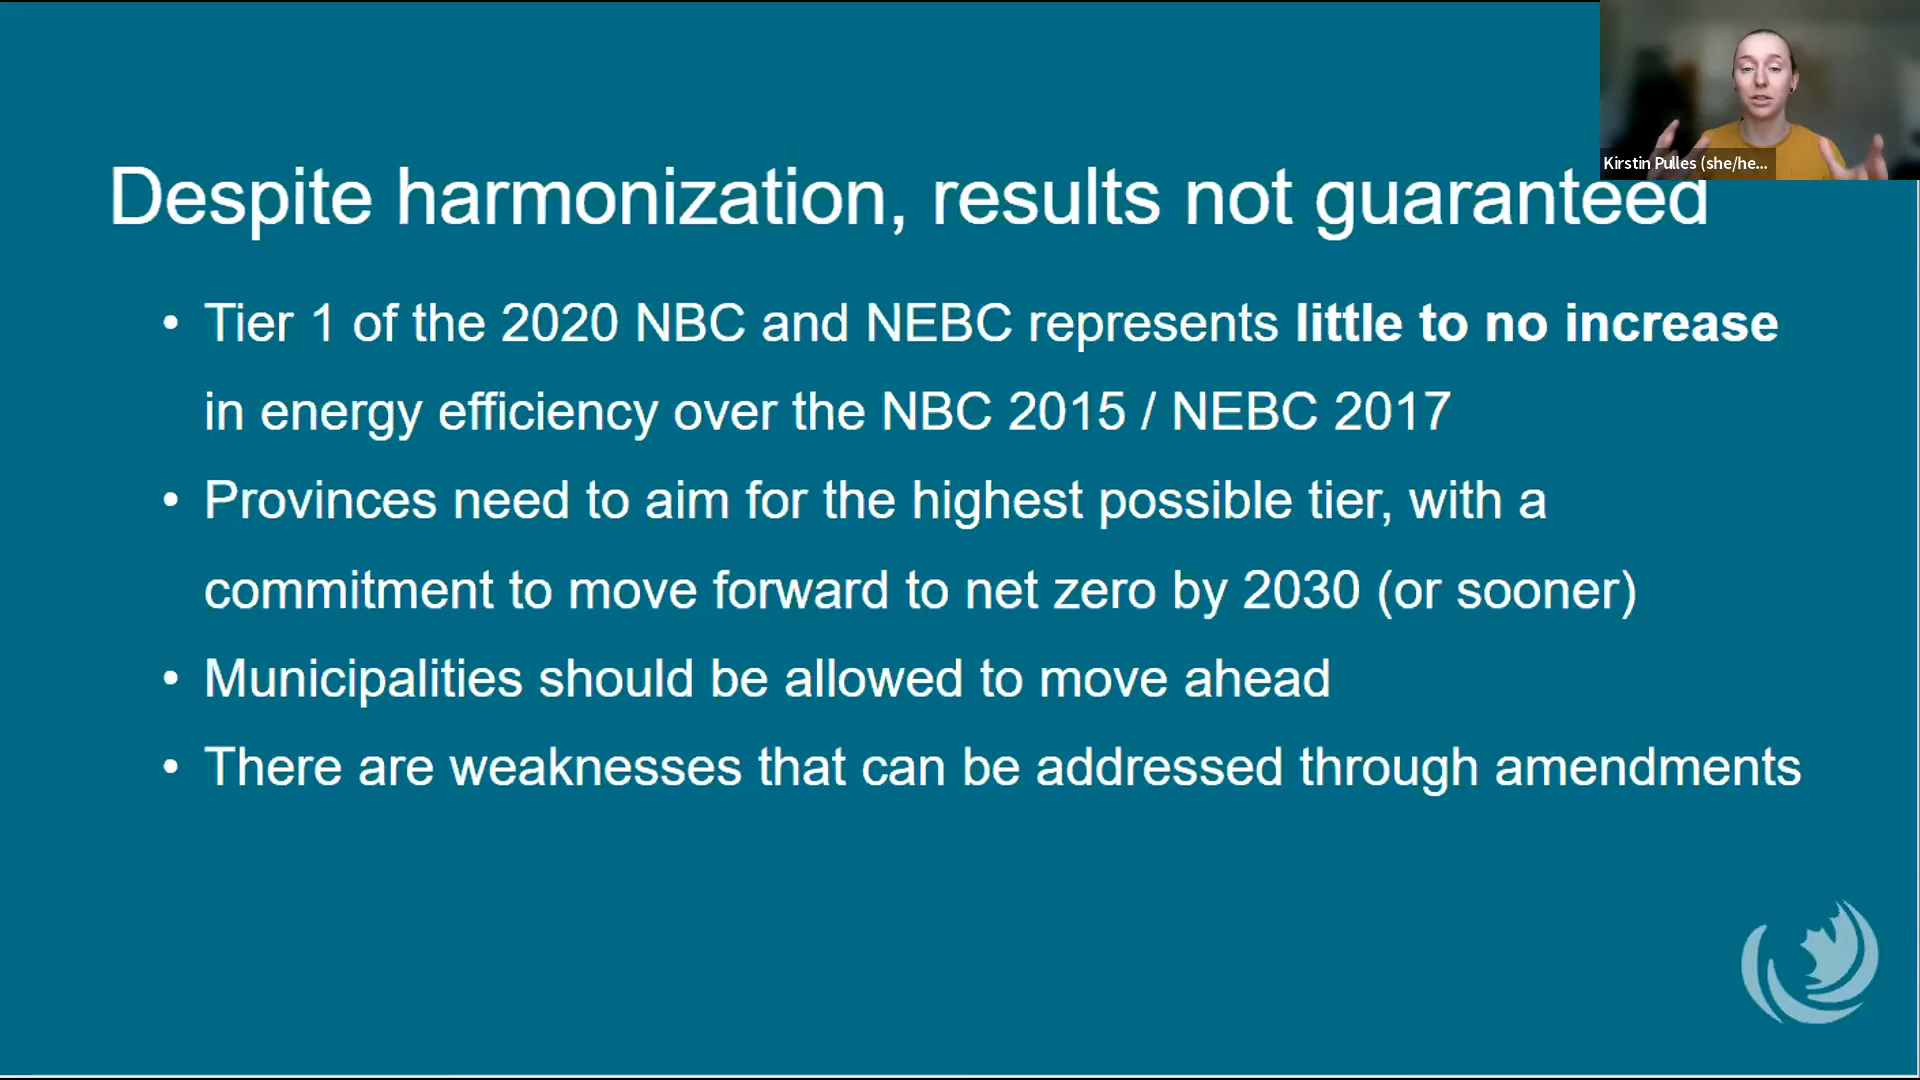 Kirstin Pulles (she/he...
Despite harmonization, results not guaranteed
• Tier 1 of the 2020 NBC and NEBC represents little to no increase
in energy efficiency over the NBC 2015 / NEBC 2017
• Provinces need to aim for the highest possible tier, with a
commitment to move forward to net zero by 2030 (or sooner)
• Municipalities should be allowed to move ahead
• There are weaknesses that can be addressed through amendments